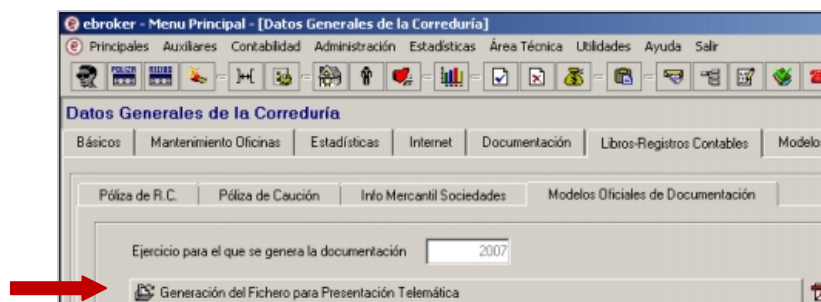 ebroker - Menu Principal - [Datos Generales de la Correduría]
Principales Auxiliares Contabilidad Administración Estadísticas Área Técnica Utilidades Ayuda Salir
POLIZA RECIBO
Datos Generales de la Correduría
Básicos Mantenimiento Oficinas Estadísticas Internet Documentación Libros-Registros Contables Modelo
Póliza de R.C. Póliza de Caución Info Mercantil Sociedades Modelos Oficiales de Documentación
Ejercicio para el que se genera la documentación 2007
Generación del Fichero para Presentación Telemática